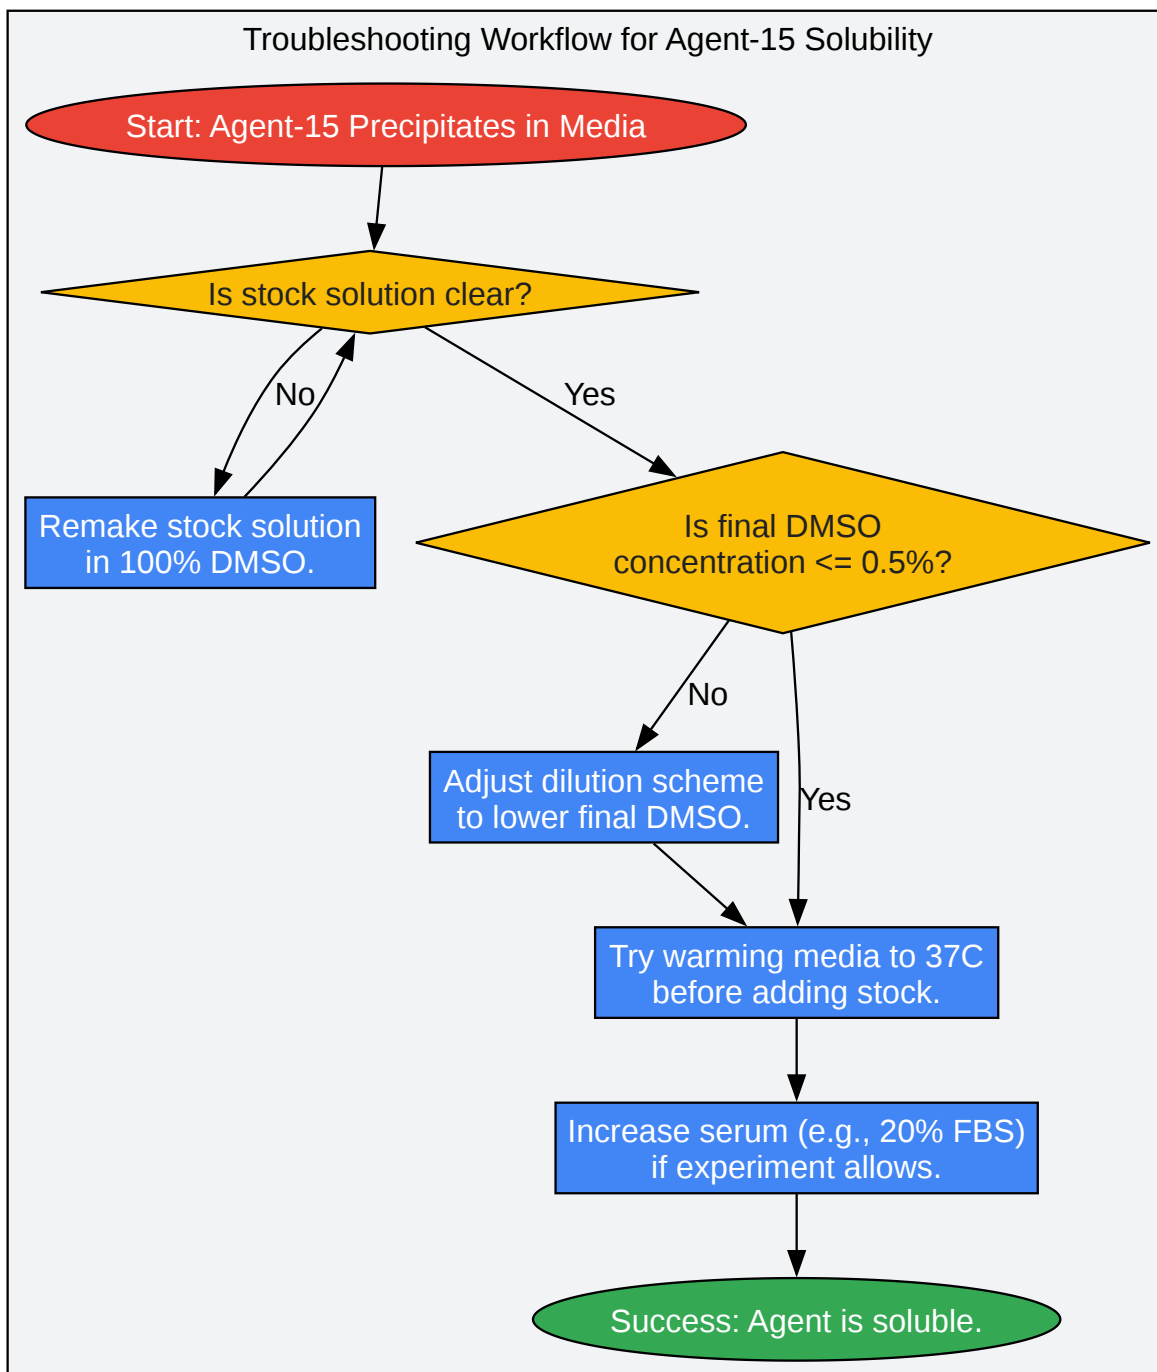 Troubleshooting Workflow for Agent-15 Solubility
Start: Agent-15 Precipitates in Media
Is stock solution clear?
No
Yes
Remake stock solution
in 100% DMSO.
Is final DMSO
concentration <= 0.5%?
No
Yes
Adjust dilution scheme
to lower final DMSO.
Try warming media to 37C
before adding stock.
Increase serum (e.g., 20% FBS)
if experiment allows.
Success: Agent is soluble.